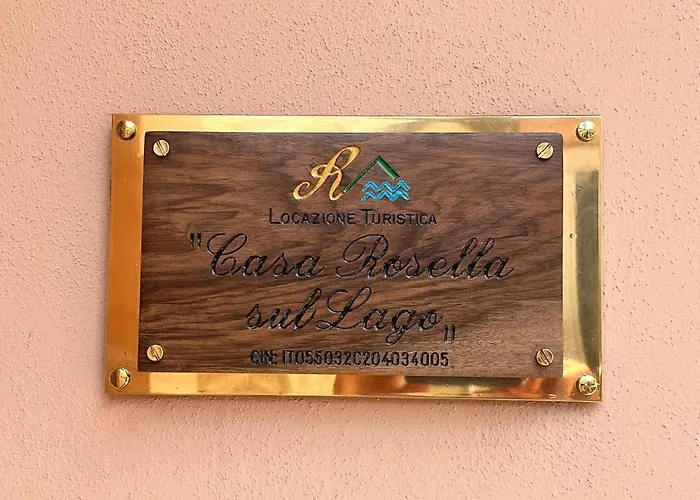 R
LOCAZIONE TURISTICA
"Casa Rosella
sul Lago"
CIN: IT055032C204034005